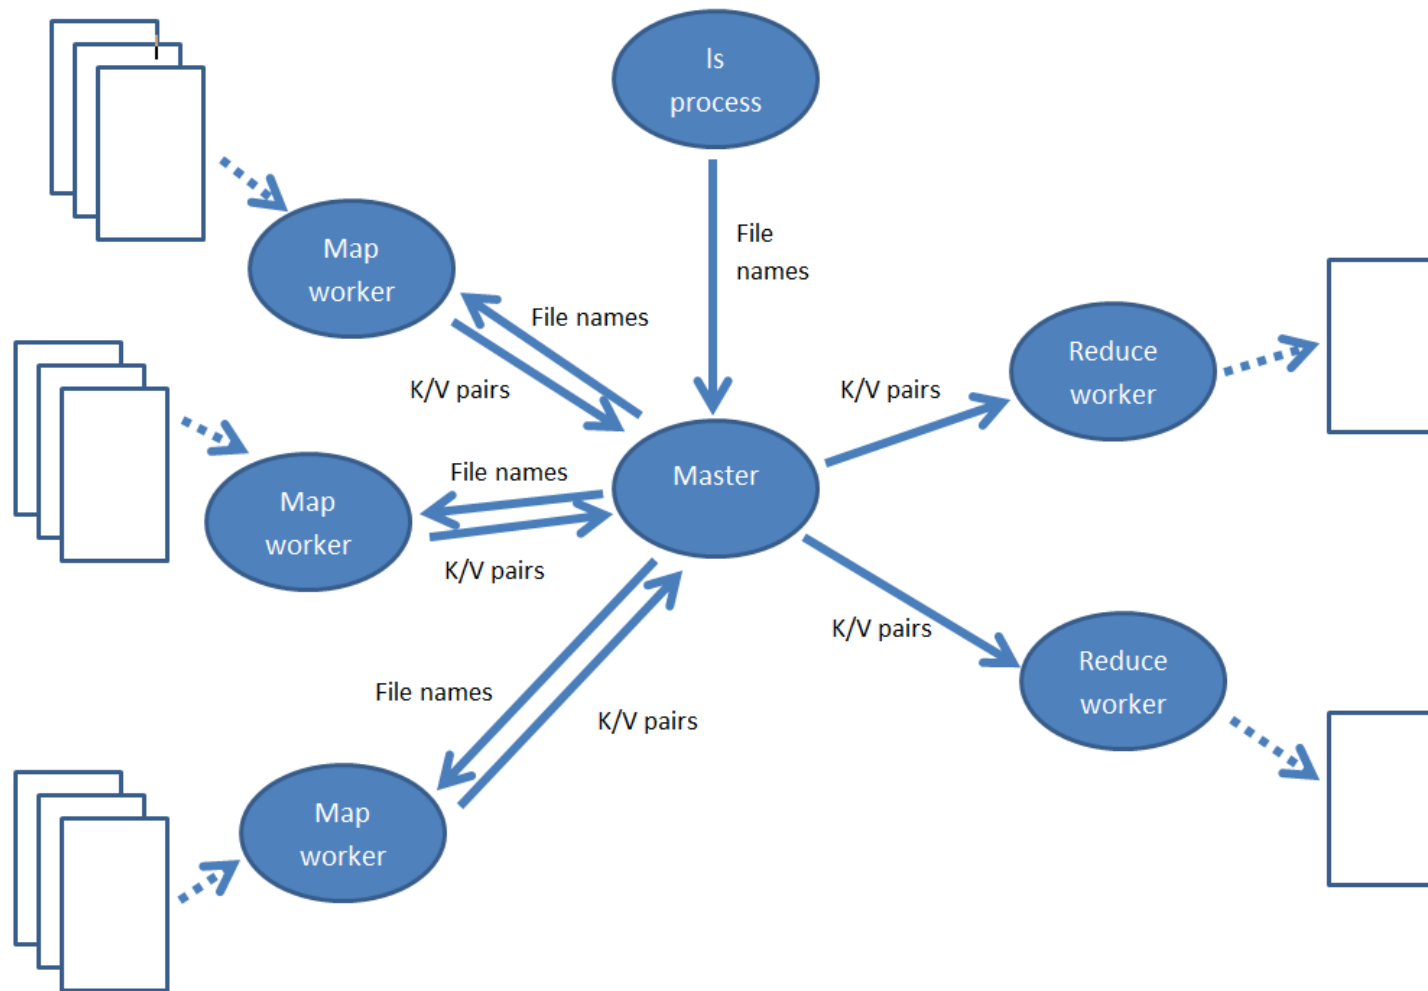 Is
process
File
names
Map
worker
File names
K/V pairs
Reduce
worker
K/V pairs
Master
File names
Map
worker
K/V pairs
K/V pairs
Reduce
worker
File names
K/V pairs
Map
worker